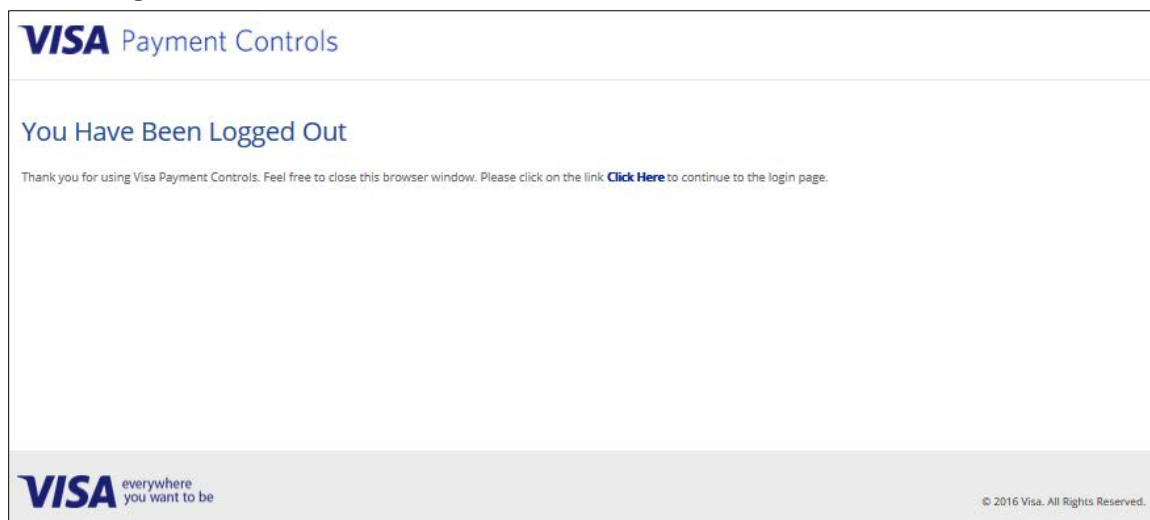 VISA Payment Controls
You Have Been Logged Out
Thank you for using Visa Payment Controls. Feel free to close this browser window. Please click on the link Click Here to continue to the login page.
VISA everywhere
you want to be
© 2016 Visa. All Rights Reserved.